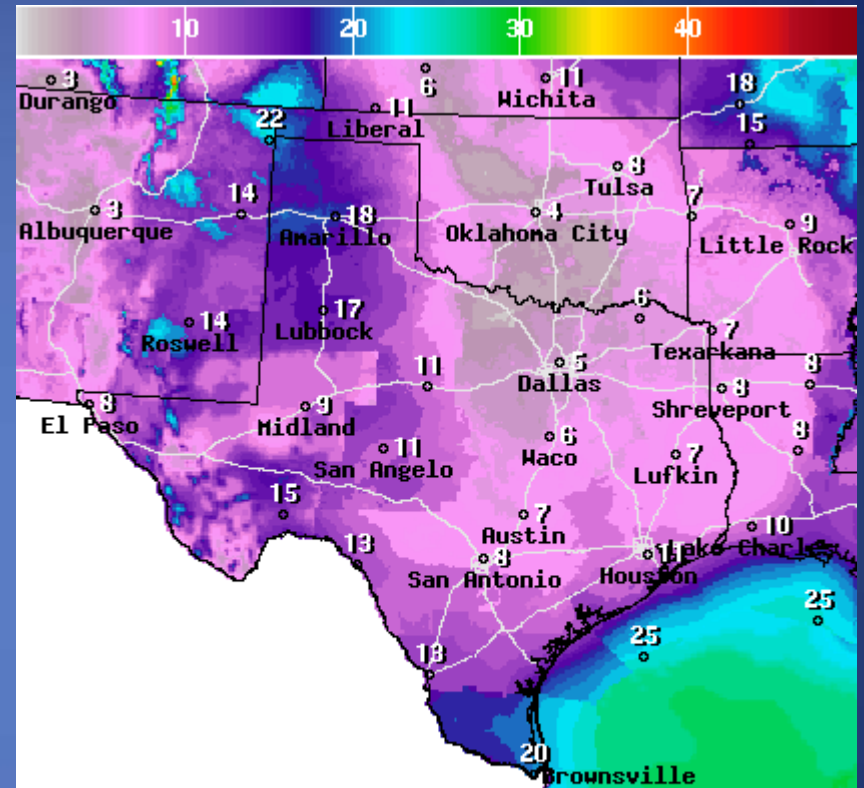 10 20 30 40
3 6 11 18
Durango Liberal 11 Wichita
22 15
8
Tulsa
3 14 18 4 7 9
Albuquerque Amarillo Oklahoma City Little Rock
14 17 6
Roswell Lubbock 7
Texarkana
11 5 8
Dallas 8
8 9 Shreveport
El Paso Midland
11 6 8
San Angelo Waco 7
Lufkin
15 7
Austin 10
13 8 11 Lake Charles
San Antonio Houston
25
13 25
20
Brownsville